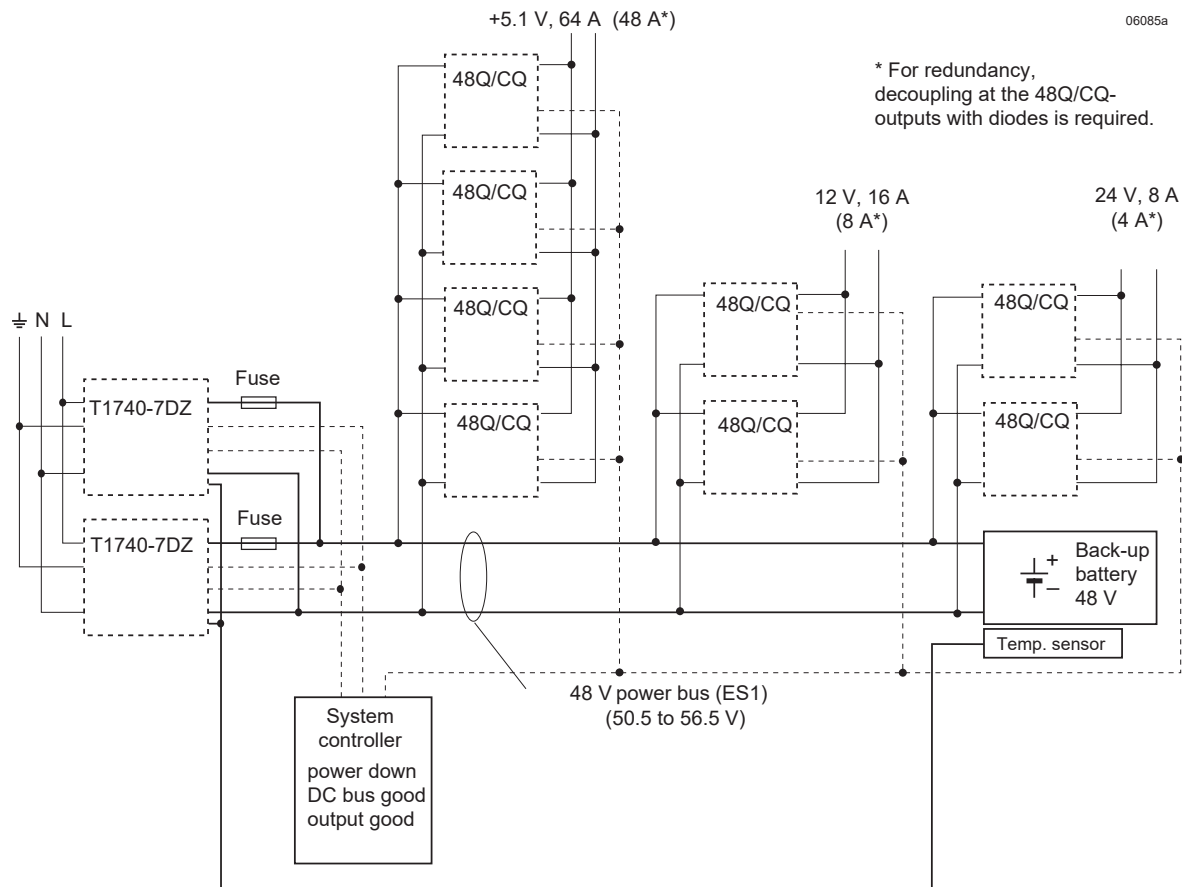 +5.1 V, 64 A (48 A*)
06085a
* For redundancy,
decoupling at the 48Q/CQ-
outputs with diodes is required.
48Q/CQ
48Q/CQ
48Q/CQ
48Q/CQ
12 V, 16 A
(8 A*)
48Q/CQ
48Q/CQ
24 V, 8 A
(4 A*)
48Q/CQ
48Q/CQ
N L
T1740-7DZ
Fuse
T1740-7DZ
Fuse
+
–
Back-up
battery
48 V
Temp. sensor
48 V power bus (ES1)
(50.5 to 56.5 V)
System
controller
power down
DC bus good
output good